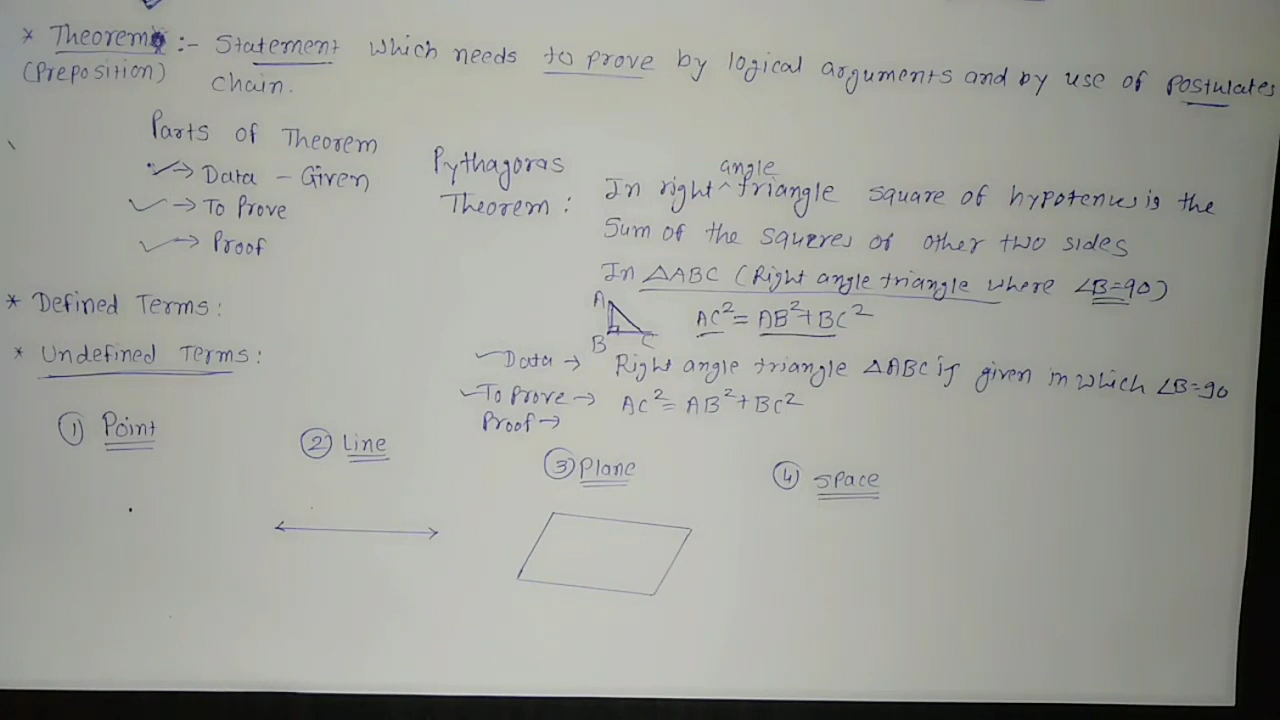 * Theorem :- Statement which needs to prove by logical arguments and by use of postulates
(Preposition) chain.
Parts of Theorem
✓→ Data - Given
✓→ To Prove
✓→ Proof
Pythagoras Theorem :
In right ^ angle triangle square of hypotenus is the
Sum of the squares of other two sides
In △ABC (Right angle triangle where ∠B=90)
A
B C
AC²= AB²+BC²
* Defined Terms :
* Undefined Terms :
✓Data → Right angle triangle △ABC is given in which ∠B=90
✓To Prove → AC²= AB²+BC²
Proof →
① Point
② Line
③ Plane
④ Space